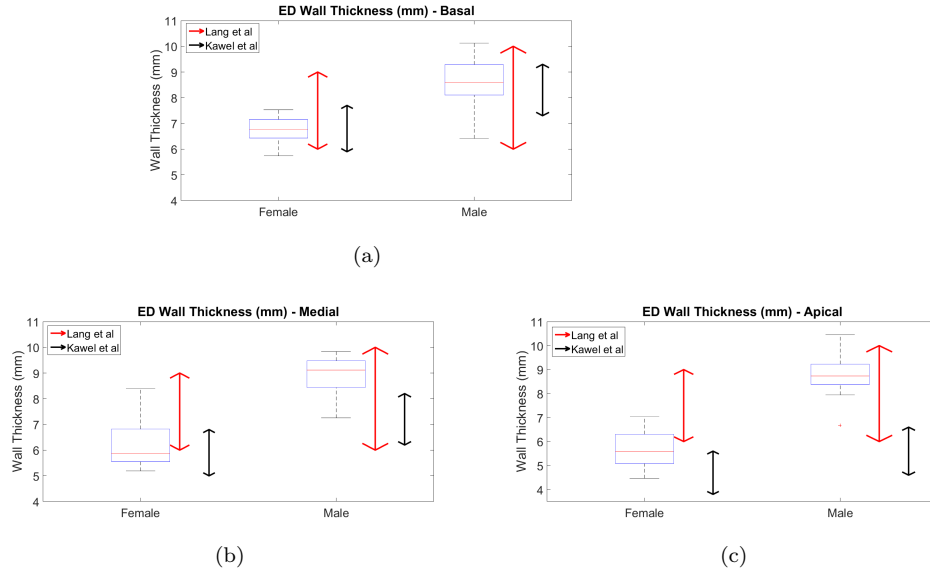 ED Wall Thickness (mm) - Basal
Lang et al
Kawel et al
Wall Thickness (mm)
11
10
9
8
7
6
5
4
Female
Male
(a)
ED Wall Thickness (mm) - Medial
Lang et al
Kawel et al
Wall Thickness (mm)
11
10
9
8
7
6
5
4
Female
Male
(b)
ED Wall Thickness (mm) - Apical
Lang et al
Kawel et al
Wall Thickness (mm)
11
10
9
8
7
6
5
4
Female
Male
(c)